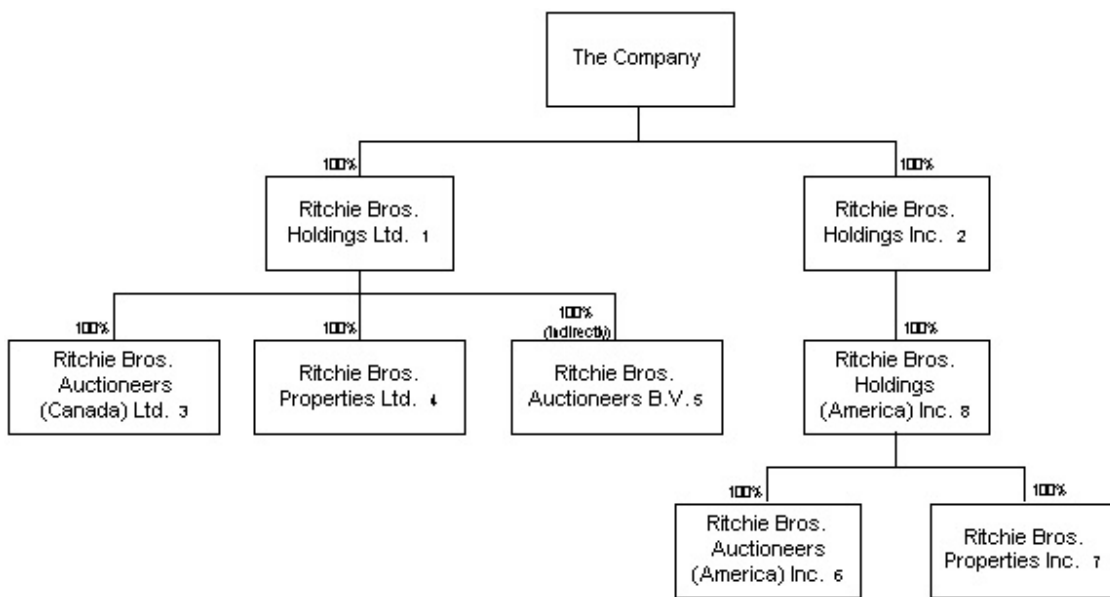 The Company
100%
100%
Ritchie Bros.
Holdings Ltd. 1
Ritchie Bros.
Holdings Inc. 2
100%
100%
100%
(Indirectly)
100%
Ritchie Bros.
Auctioneers
(Canada) Ltd. 3
Ritchie Bros.
Properties Ltd. 4
Ritchie Bros.
Auctioneers B.V. 5
Ritchie Bros.
Holdings
(America) Inc. 8
100%
100%
Ritchie Bros.
Auctioneers
(America) Inc. 6
Ritchie Bros.
Properties Inc. 7